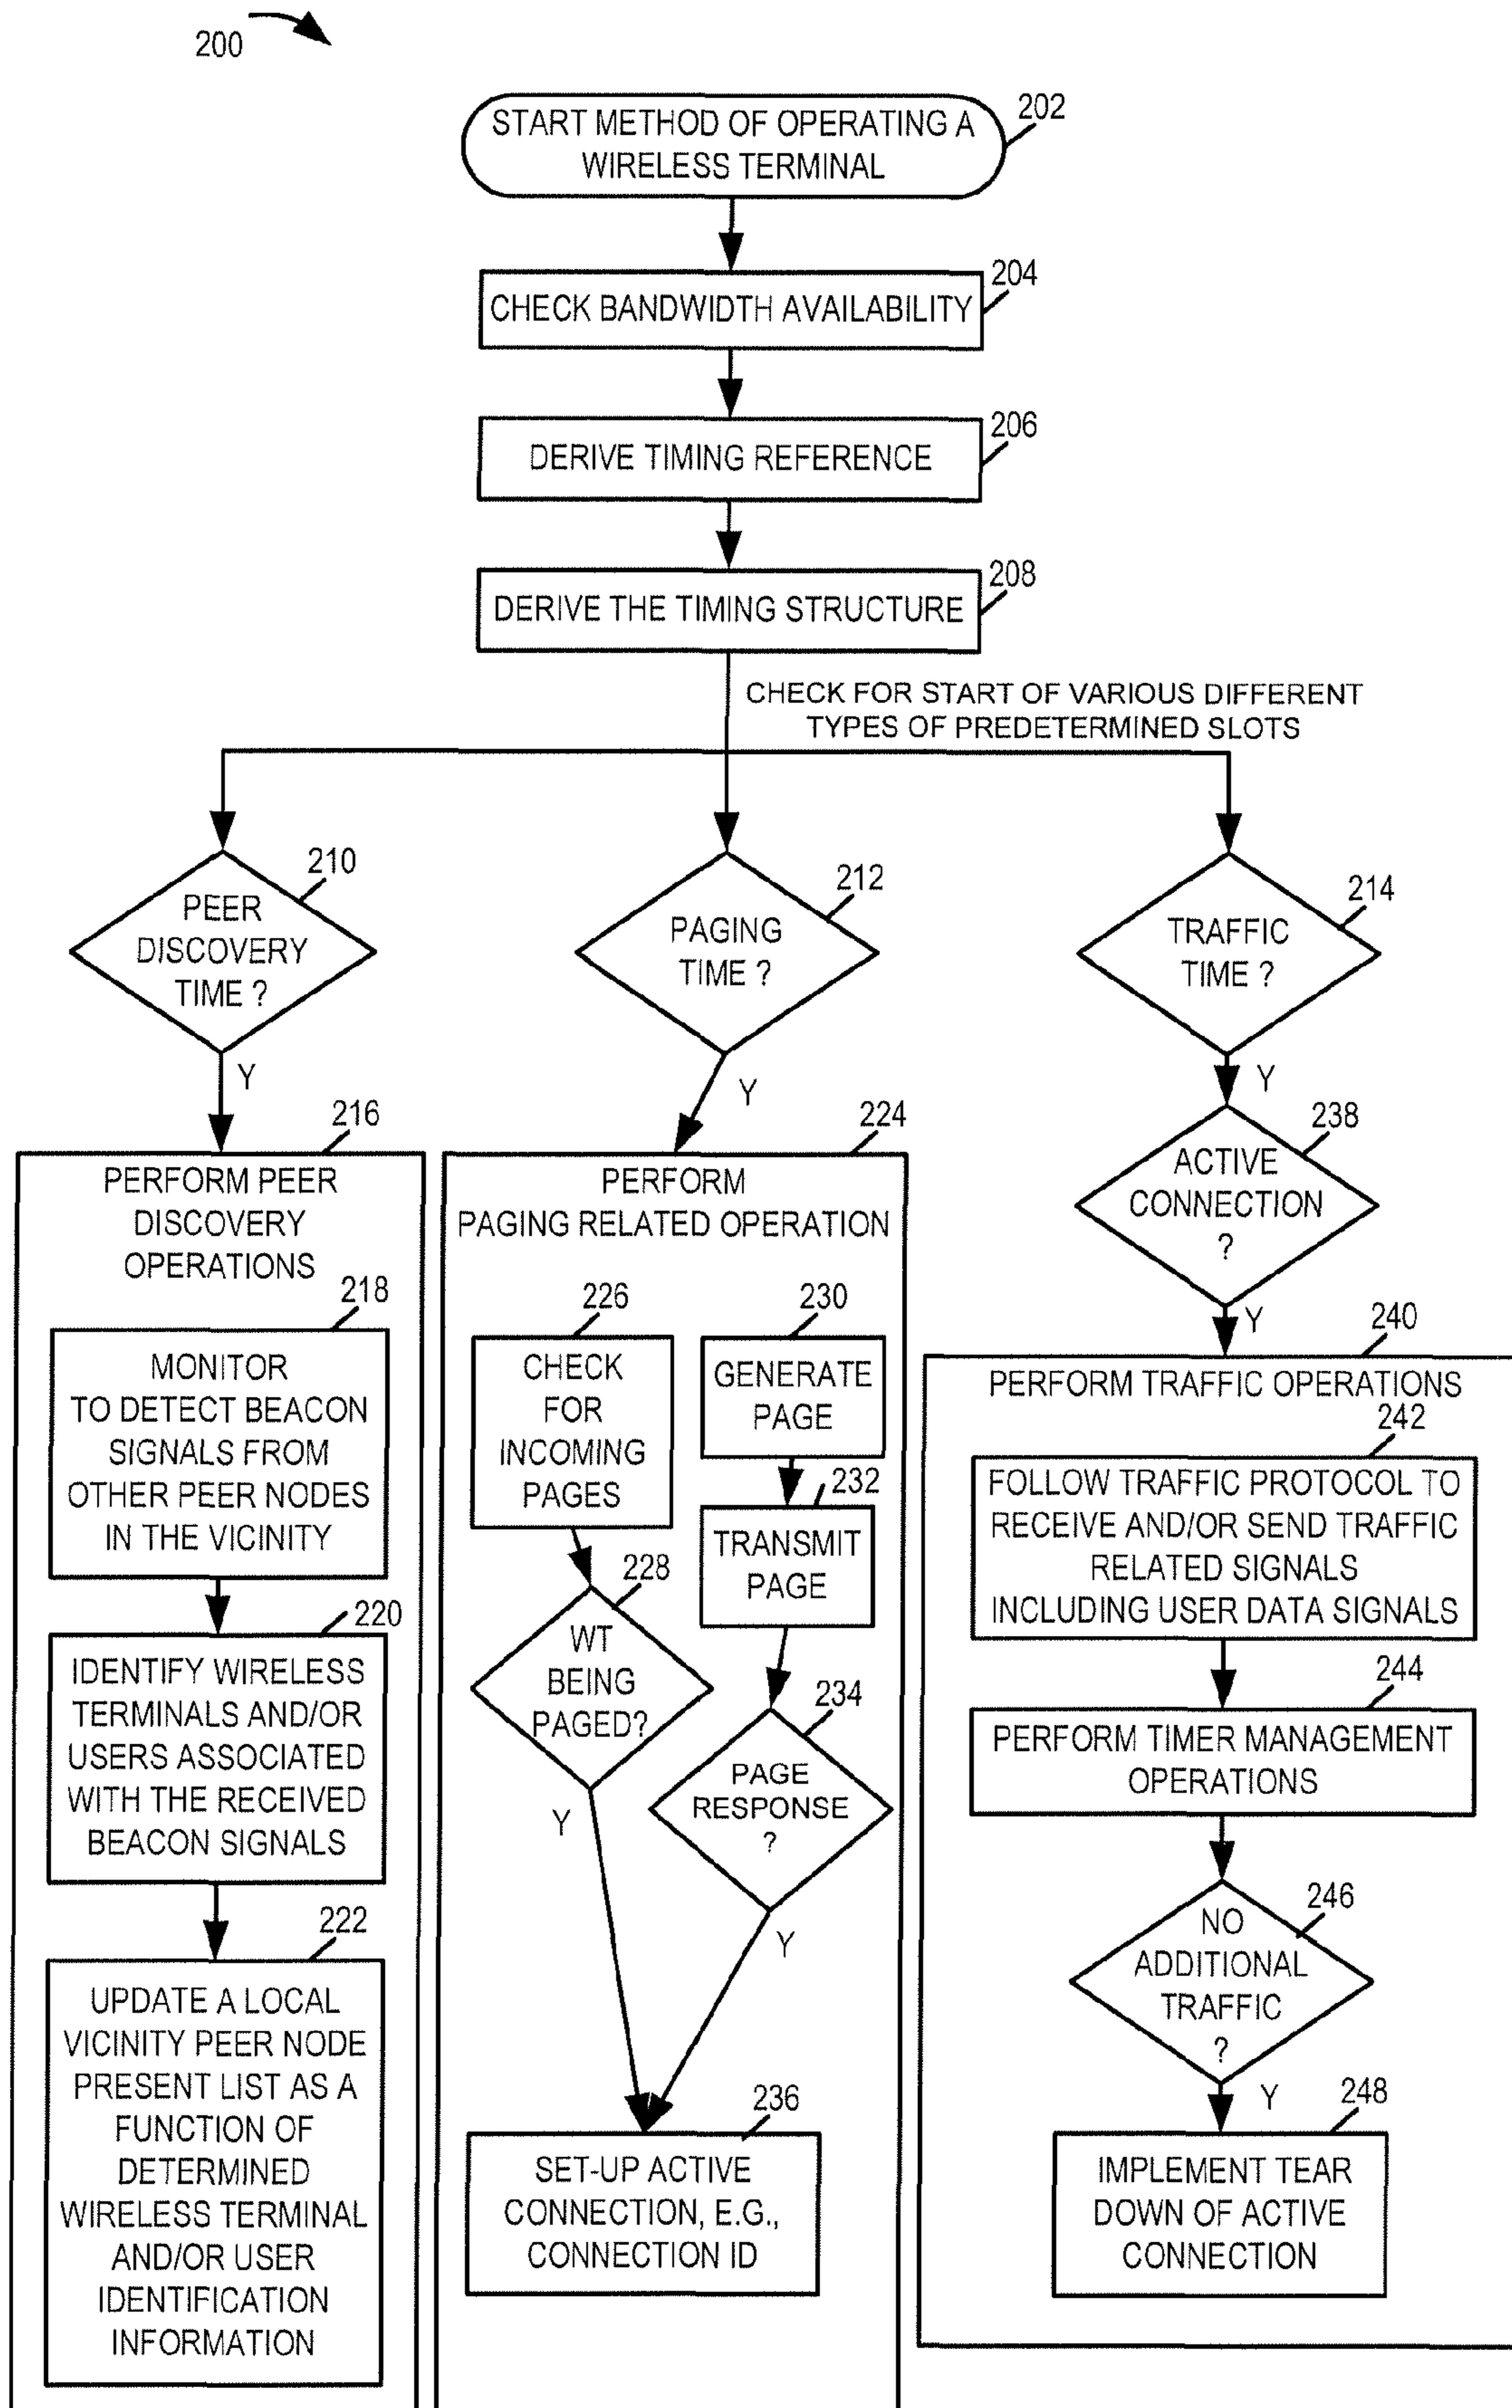 200
202
START METHOD OF OPERATING A
WIRELESS TERMINAL
204
CHECK BANDWIDTH AVAILABILITY
206
DERIVE TIMING REFERENCE
208
DERIVE THE TIMING STRUCTURE
CHECK FOR START OF VARIOUS DIFFERENT
TYPES OF PREDETERMINED SLOTS
210
PEER
DISCOVERY
TIME ?
Y
212
PAGING
TIME ?
Y
214
TRAFFIC
TIME ?
Y
216
PERFORM PEER
DISCOVERY
OPERATIONS
218
MONITOR
TO DETECT BEACON
SIGNALS FROM
OTHER PEER NODES
IN THE VICINITY
220
IDENTIFY WIRELESS
TERMINALS AND/OR
USERS ASSOCIATED
WITH THE RECEIVED
BEACON SIGNALS
222
UPDATE A LOCAL
VICINITY PEER NODE
PRESENT LIST AS A
FUNCTION OF
DETERMINED
WIRELESS TERMINAL
AND/OR USER
IDENTIFICATION
INFORMATION
224
PERFORM
PAGING RELATED OPERATION
226
CHECK
FOR
INCOMING
PAGES
228
WT
BEING
PAGED?
Y
230
GENERATE
PAGE
232
TRANSMIT
PAGE
234
PAGE
RESPONSE
?
Y
236
SET-UP ACTIVE
CONNECTION, E.G.,
CONNECTION ID
238
ACTIVE
CONNECTION
?
Y
240
PERFORM TRAFFIC OPERATIONS
242
FOLLOW TRAFFIC PROTOCOL TO
RECEIVE AND/OR SEND TRAFFIC
RELATED SIGNALS
INCLUDING USER DATA SIGNALS
244
PERFORM TIMER MANAGEMENT
OPERATIONS
246
NO
ADDITIONAL
TRAFFIC
?
Y
248
IMPLEMENT TEAR
DOWN OF ACTIVE
CONNECTION